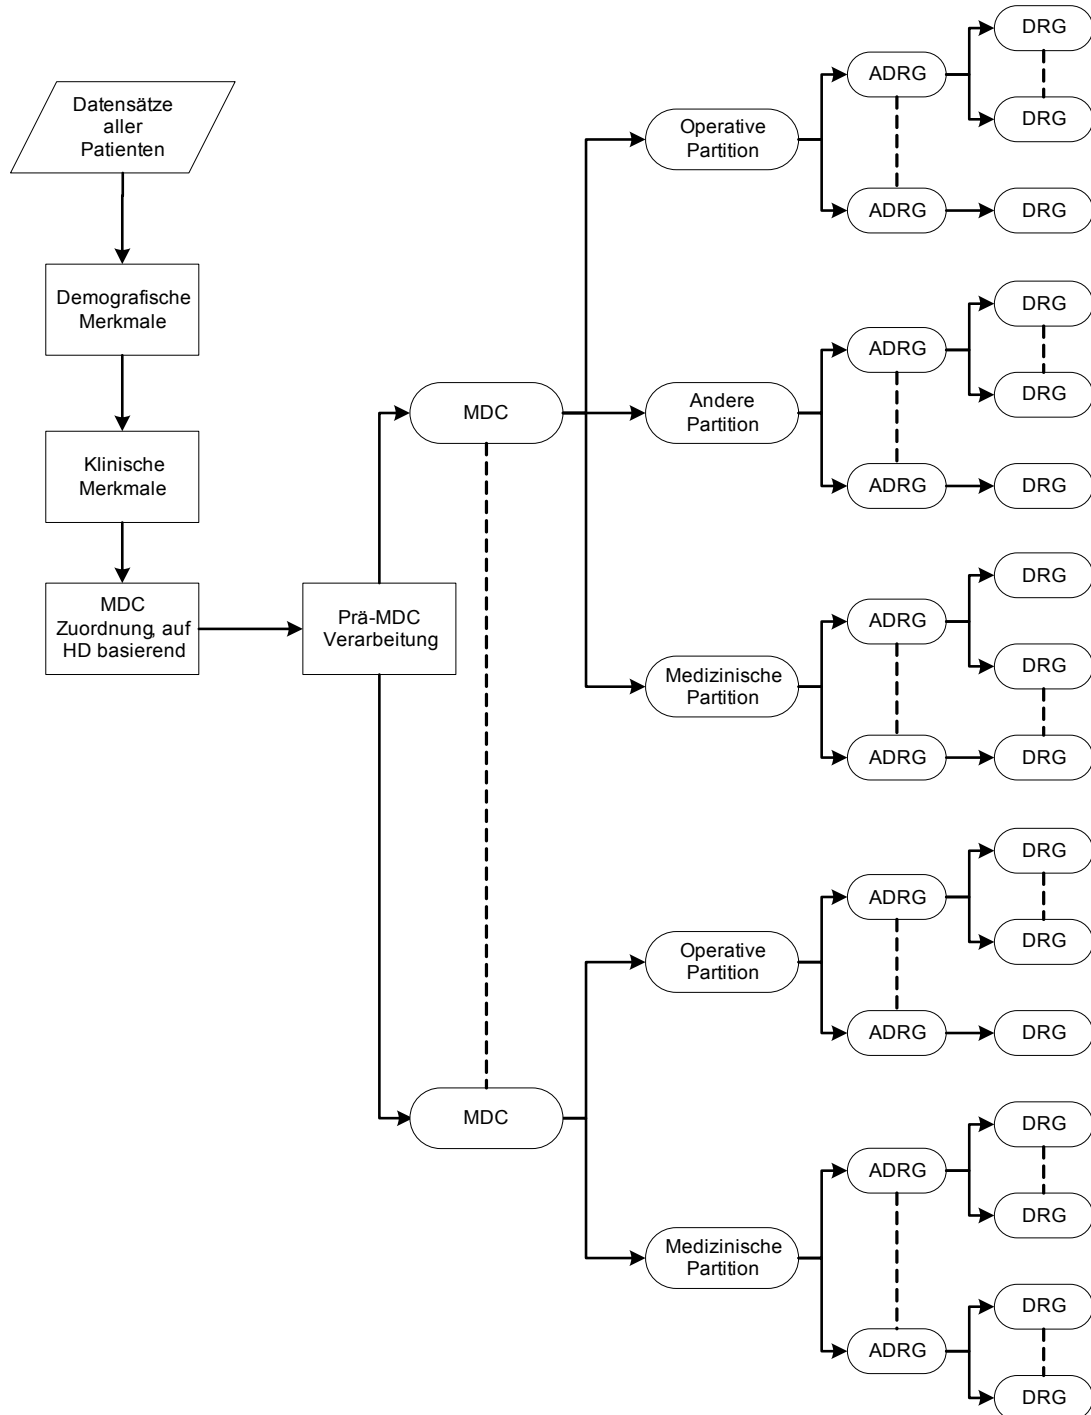 Datensätze
aller
Patienten
Demografische
Merkmale
Klinische
Merkmale
MDC
Zuordnung, auf
HD basierend
Prä-MDC
Verarbeitung
MDC
Operative
Partition
ADRG
DRG
DRG
ADRG
DRG
Andere
Partition
ADRG
DRG
DRG
ADRG
DRG
Medizinische
Partition
ADRG
DRG
DRG
ADRG
DRG
MDC
Operative
Partition
ADRG
DRG
DRG
ADRG
DRG
Medizinische
Partition
ADRG
DRG
DRG
ADRG
DRG
DRG